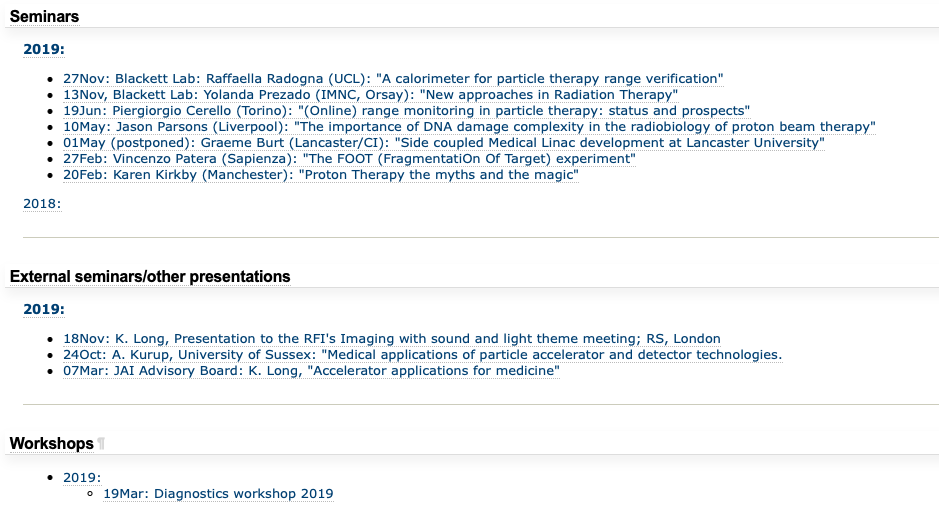 Seminars
2019:
27Nov: Blackett Lab: Raffaella Radogna (UCL): "A calorimeter for particle therapy range verification"
13Nov, Blackett Lab: Yolanda Prezado (IMNC, Orsay): "New approaches in Radiation Therapy"
19Jun: Piergiorgio Cerello (Torino): "(Online) range monitoring in particle therapy: status and prospects"
10May: Jason Parsons (Liverpool): "The importance of DNA damage complexity in the radiobiology of proton beam therapy"
01May (postponed): Graeme Burt (Lancaster/CI): "Side coupled Medical Linac development at Lancaster University"
27Feb: Vincenzo Patera (Sapienza): "The FOOT (FragmentatiOn Of Target) experiment"
20Feb: Karen Kirkby (Manchester): "Proton Therapy the myths and the magic"
2018:
External seminars/other presentations
2019:
18Nov: K. Long, Presentation to the RFI's Imaging with sound and light theme meeting; RS, London
24Oct: A. Kurup, University of Sussex: "Medical applications of particle accelerator and detector technologies.
07Mar: JAI Advisory Board: K. Long, "Accelerator applications for medicine"
Workshops ¶
2019:
19Mar: Diagnostics workshop 2019